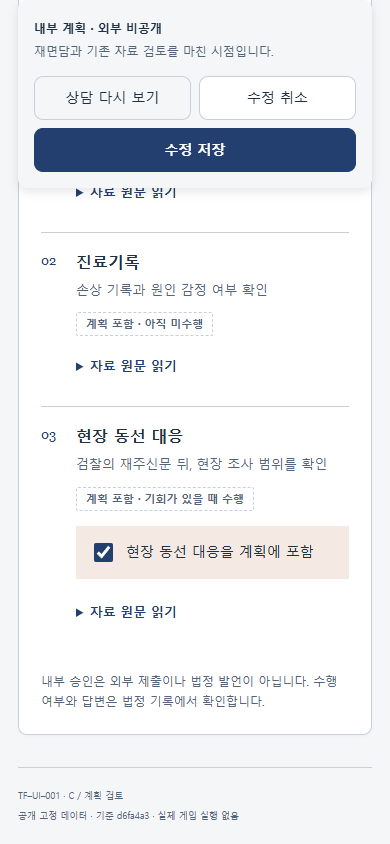 내부 계획 · 외부 비공개
재면담과 기존 자료 검토를 마친 시점입니다.
상담 다시 보기
수정 취소
수정 저장
▶ 자료 원문 읽기
02 진료기록
손상 기록과 원인 감정 여부 확인
계획 포함 · 아직 미수행
▶ 자료 원문 읽기
03 현장 동선 대응
검찰의 재주신문 뒤, 현장 조사 범위를 확인
계획 포함 · 기회가 있을 때 수행
현장 동선 대응을 계획에 포함
▶ 자료 원문 읽기
내부 승인은 외부 제출이나 법정 발언이 아닙니다. 수행
여부와 답변은 법정 기록에서 확인합니다.
TF-UI-001 · C / 계획 검토
공개 고정 데이터 · 기준 d6fa4a3 · 실제 게임 실행 없음